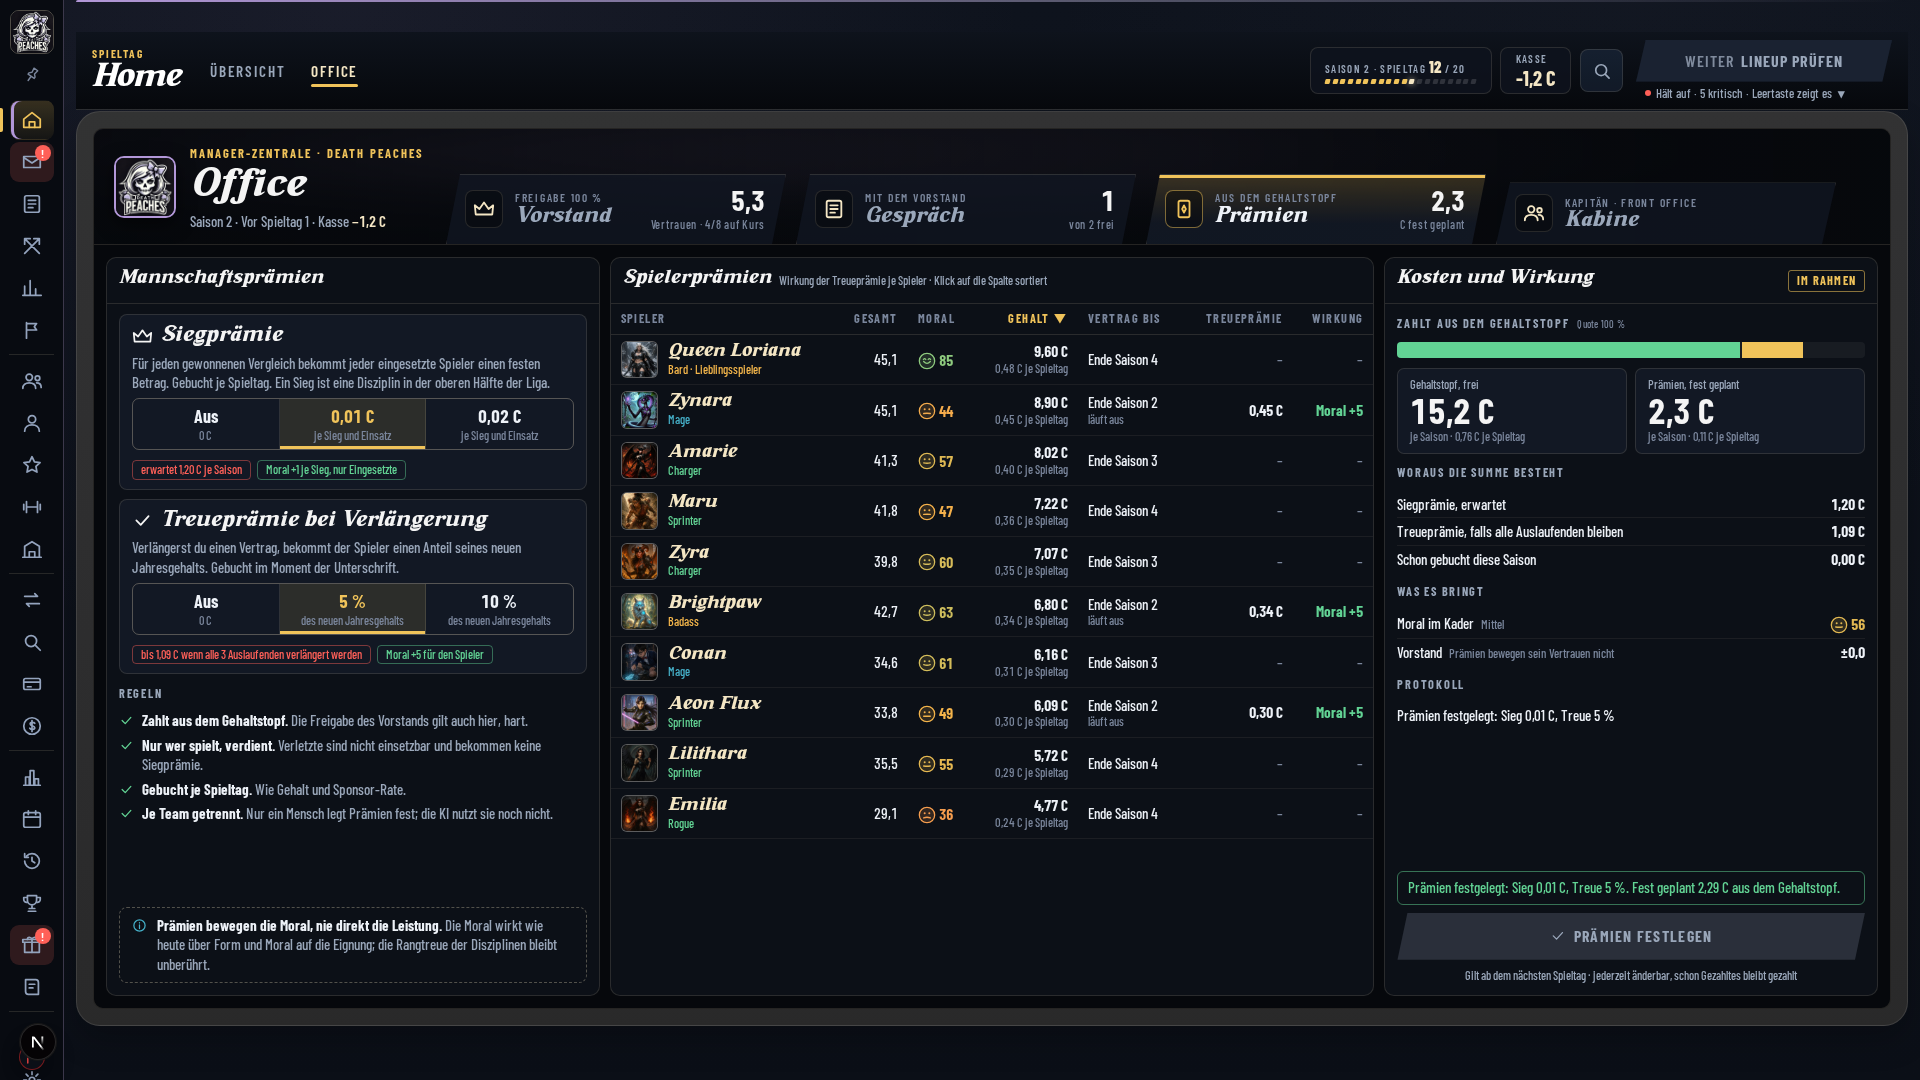 SPIELTAG
Home
ÜBERSICHT
OFFICE
SAISON 2 · SPIELTAG 12 / 20
KASSE
-1,2 C
WEITER LINEUP PRÜFEN
Hält auf · 5 kritisch · Leertaste zeigt es ▼
PEACHES
MANAGER-ZENTRALE · DEATH PEACHES
Office
Saison 2 · Vor Spieltag 1 · Kasse −1,2 C
PEACHES
FREIGABE 100 %
Vorstand
5,3
Vertrauen · 4/8 auf Kurs
MIT DEM VORSTAND
Gespräch
1
von 2 frei
AUS DEM GEHALTSTOPF
Prämien
2,3
C fest geplant
KAPITÄN · FRONT OFFICE
Kabine
Mannschaftsprämien
Siegprämie
Für jeden gewonnenen Vergleich bekommt jeder eingesetzte Spieler einen festen
Betrag. Gebucht je Spieltag. Ein Sieg ist eine Disziplin in der oberen Hälfte der Liga.
Aus
0 C
0,01 C
je Sieg und Einsatz
0,02 C
je Sieg und Einsatz
erwartet 1,20 C je Saison
Moral +1 je Sieg, nur Eingesetzte
Treueprämie bei Verlängerung
Verlängerst du einen Vertrag, bekommt der Spieler einen Anteil seines neuen
Jahresgehalts. Gebucht im Moment der Unterschrift.
Aus
0 C
5 %
des neuen Jahresgehalts
10 %
des neuen Jahresgehalts
bis 1,09 C wenn alle 3 Auslaufenden verlängert werden
Moral +5 für den Spieler
REGELN
Zahlt aus dem Gehaltstopf. Die Freigabe des Vorstands gilt auch hier, hart.
Nur wer spielt, verdient. Verletzte sind nicht einsetzbar und bekommen keine
Siegprämie.
Gebucht je Spieltag. Wie Gehalt und Sponsor-Rate.
Je Team getrennt. Nur ein Mensch legt Prämien fest; die KI nutzt sie noch nicht.
Prämien bewegen die Moral, nie direkt die Leistung. Die Moral wirkt wie
heute über Form und Moral auf die Eignung; die Rangtreue der Disziplinen bleibt
unberührt.
Spielerprämien Wirkung der Treueprämie je Spieler · Klick auf die Spalte sortiert
SPIELER GESAMT MORAL GEHALT ▼ VERTRAG BIS TREUEPRÄMIE WIRKUNG
Queen Loriana 45,1 85 9,60 C Ende Saison 4 – –
Bard · Lieblingsspieler 0,48 C je Spieltag
Zynara 45,1 44 8,90 C Ende Saison 2 0,45 C Moral +5
Mage 0,45 C je Spieltag läuft aus
Amarie 41,3 57 8,02 C Ende Saison 3 – –
Charger 0,40 C je Spieltag
Maru 41,8 47 7,22 C Ende Saison 4 – –
Sprinter 0,36 C je Spieltag
Zyra 39,8 60 7,07 C Ende Saison 3 – –
Charger 0,35 C je Spieltag
Brightpaw 42,7 63 6,80 C Ende Saison 2 0,34 C Moral +5
Badass 0,34 C je Spieltag läuft aus
Conan 34,6 61 6,16 C Ende Saison 3 – –
Mage 0,31 C je Spieltag
Aeon Flux 33,8 49 6,09 C Ende Saison 2 0,30 C Moral +5
Sprinter 0,30 C je Spieltag läuft aus
Lilithara 35,5 55 5,72 C Ende Saison 4 – –
Sprinter 0,29 C je Spieltag
Emilia 29,1 36 4,77 C Ende Saison 4 – –
Rogue 0,24 C je Spieltag
Kosten und Wirkung
IM RAHMEN
ZAHLT AUS DEM GEHALTSTOPF Quote 100 %
Gehaltstopf, frei
15,2 C
je Saison · 0,76 C je Spieltag
Prämien, fest geplant
2,3 C
je Saison · 0,11 C je Spieltag
WORAUS DIE SUMME BESTEHT
Siegprämie, erwartet 1,20 C
Treueprämie, falls alle Auslaufenden bleiben 1,09 C
Schon gebucht diese Saison 0,00 C
WAS ES BRINGT
Moral im Kader Mittel 56
Vorstand Prämien bewegen sein Vertrauen nicht ±0,0
PROTOKOLL
Prämien festgelegt: Sieg 0,01 C, Treue 5 %
Prämien festgelegt: Sieg 0,01 C, Treue 5 %. Fest geplant 2,29 C aus dem Gehaltstopf.
PRÄMIEN FESTLEGEN
Gilt ab dem nächsten Spieltag · jederzeit änderbar, schon Gezahltes bleibt gezahlt
N